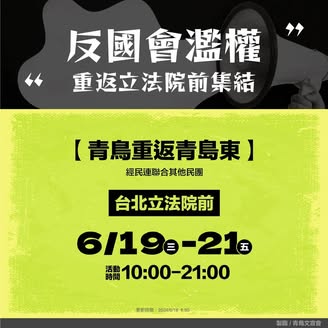 反國會濫權
“ 重返立法院前集結 ”
【 青鳥重返青島東 】
經民連聯合其他民團
台北立法院前
6/19三-21五
活動時間 10:00-21:00
製圖 / 青鳥文宣會